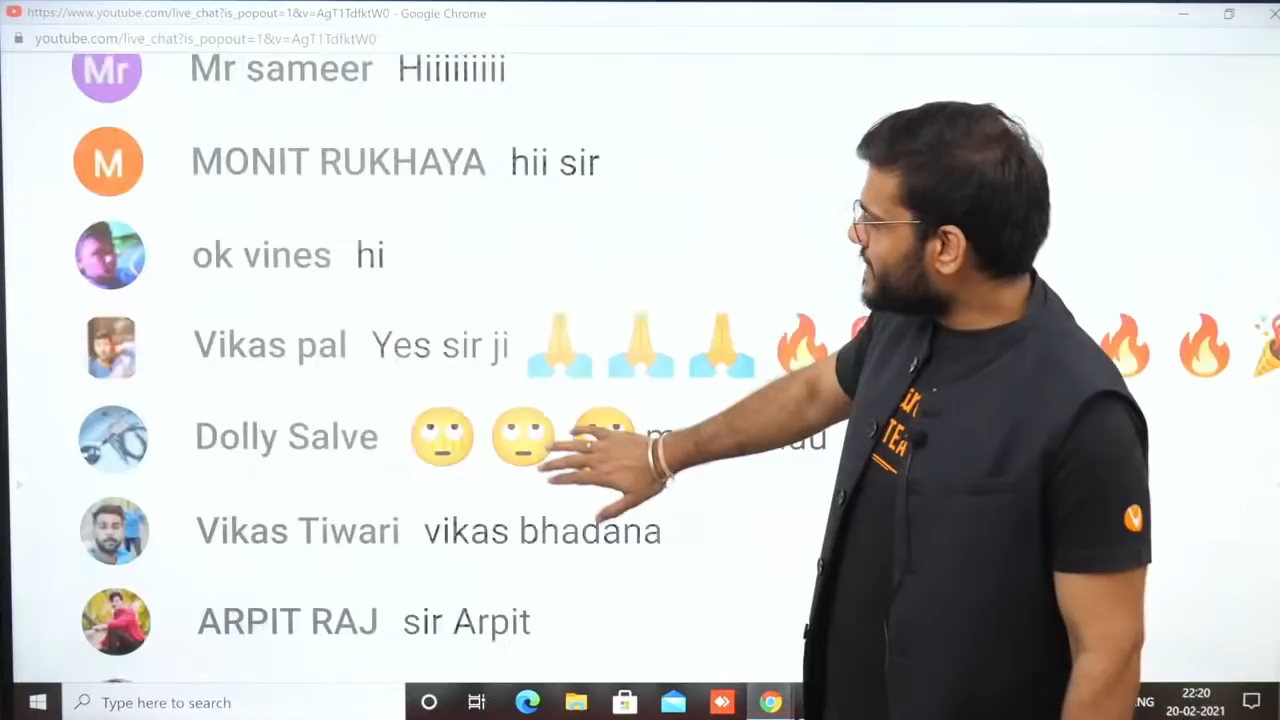 https://www.youtube.com/live_chat?is_popout=1&v=AgT1TdfktW0 - Google Chrome
youtube.com/live_chat?is_popout=1&v=AgT1TdfktW0
Mr Mr sameer Hiiiiiiiii
M MONIT RUKHAYA hii sir
ok vines hi
Vikas pal Yes sir ji 🙏 🙏 🙏 🔥 🔥 🔥 🎉
Dolly Salve 🙄 🙄 🙄
Vikas Tiwari vikas bhadana
ARPIT RAJ sir Arpit
Type here to search
22:20
20-02-2021